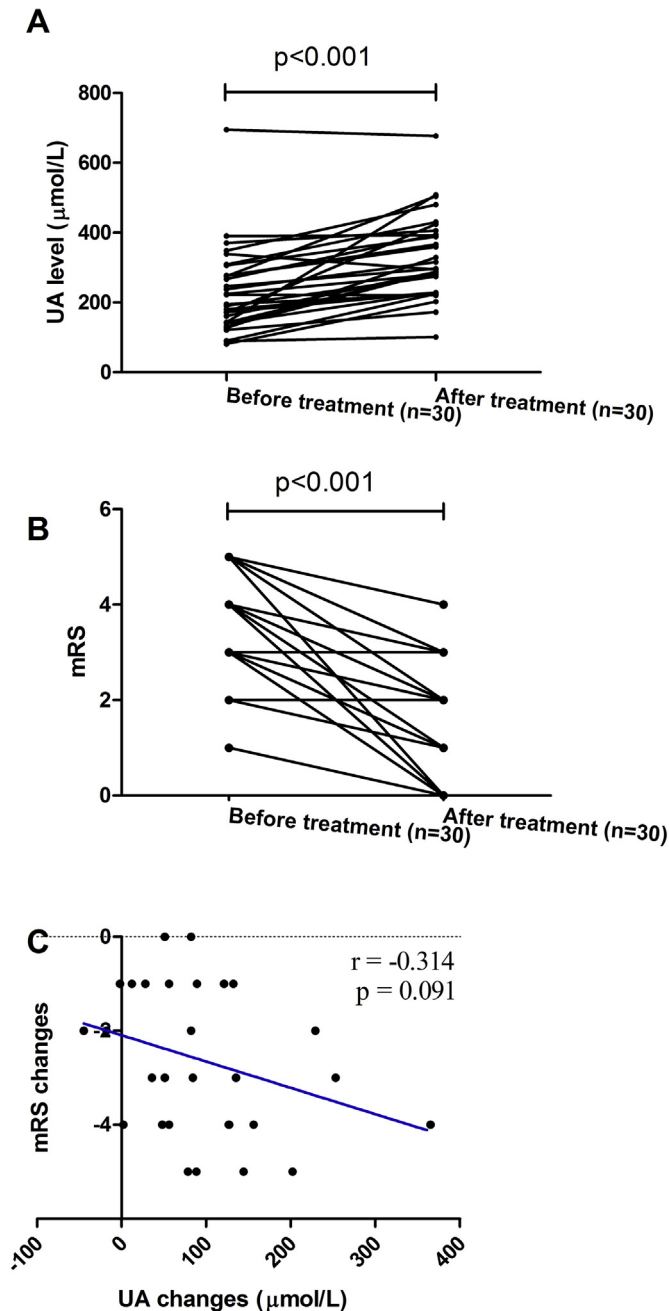 A
p<0.001
800
600
400
200
0
UA level (μmol/L)
Before treatment (n=30)
After treatment (n=30)
B
p<0.001
6
4
2
0
mRS
Before treatment (n=30)
After treatment (n=30)
C
0
-2
-4
mRS changes
r = -0.314
p = 0.091
-100
0
100
200
300
400
UA changes (μmol/L)